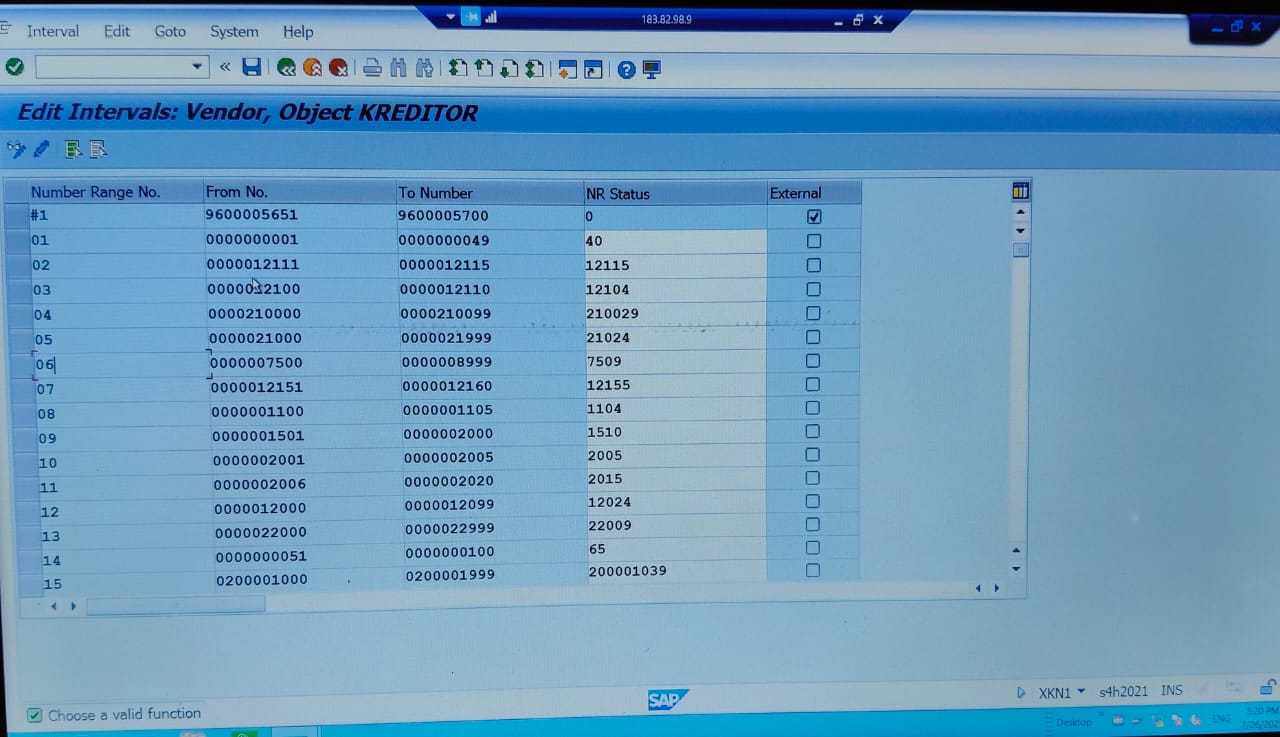 183.82.98.9
Interval Edit Goto System Help
Edit Intervals: Vendor, Object KREDITOR
Number Range No. From No. To Number NR Status External
#1 9600005651 9600005700 0
01 0000000001 0000000049 40
02 0000012111 0000012115 12115
03 0000012100 0000012110 12104
04 0000210000 0000210099 210029
05 0000021000 0000021999 21024
06 0000007500 0000008999 7509
07 0000012151 0000012160 12155
08 0000001100 0000001105 1104
09 0000001501 0000002000 1510
10 0000002001 0000002005 2005
11 0000002006 0000002020 2015
12 0000012000 0000012099 12024
13 0000022000 0000022999 22009
14 0000000051 0000000100 65
15 0200001000 0200001999 200001039
SAP
XKN1 s4h2021 INS
Choose a valid function
Desktop ENG 5:20 PM